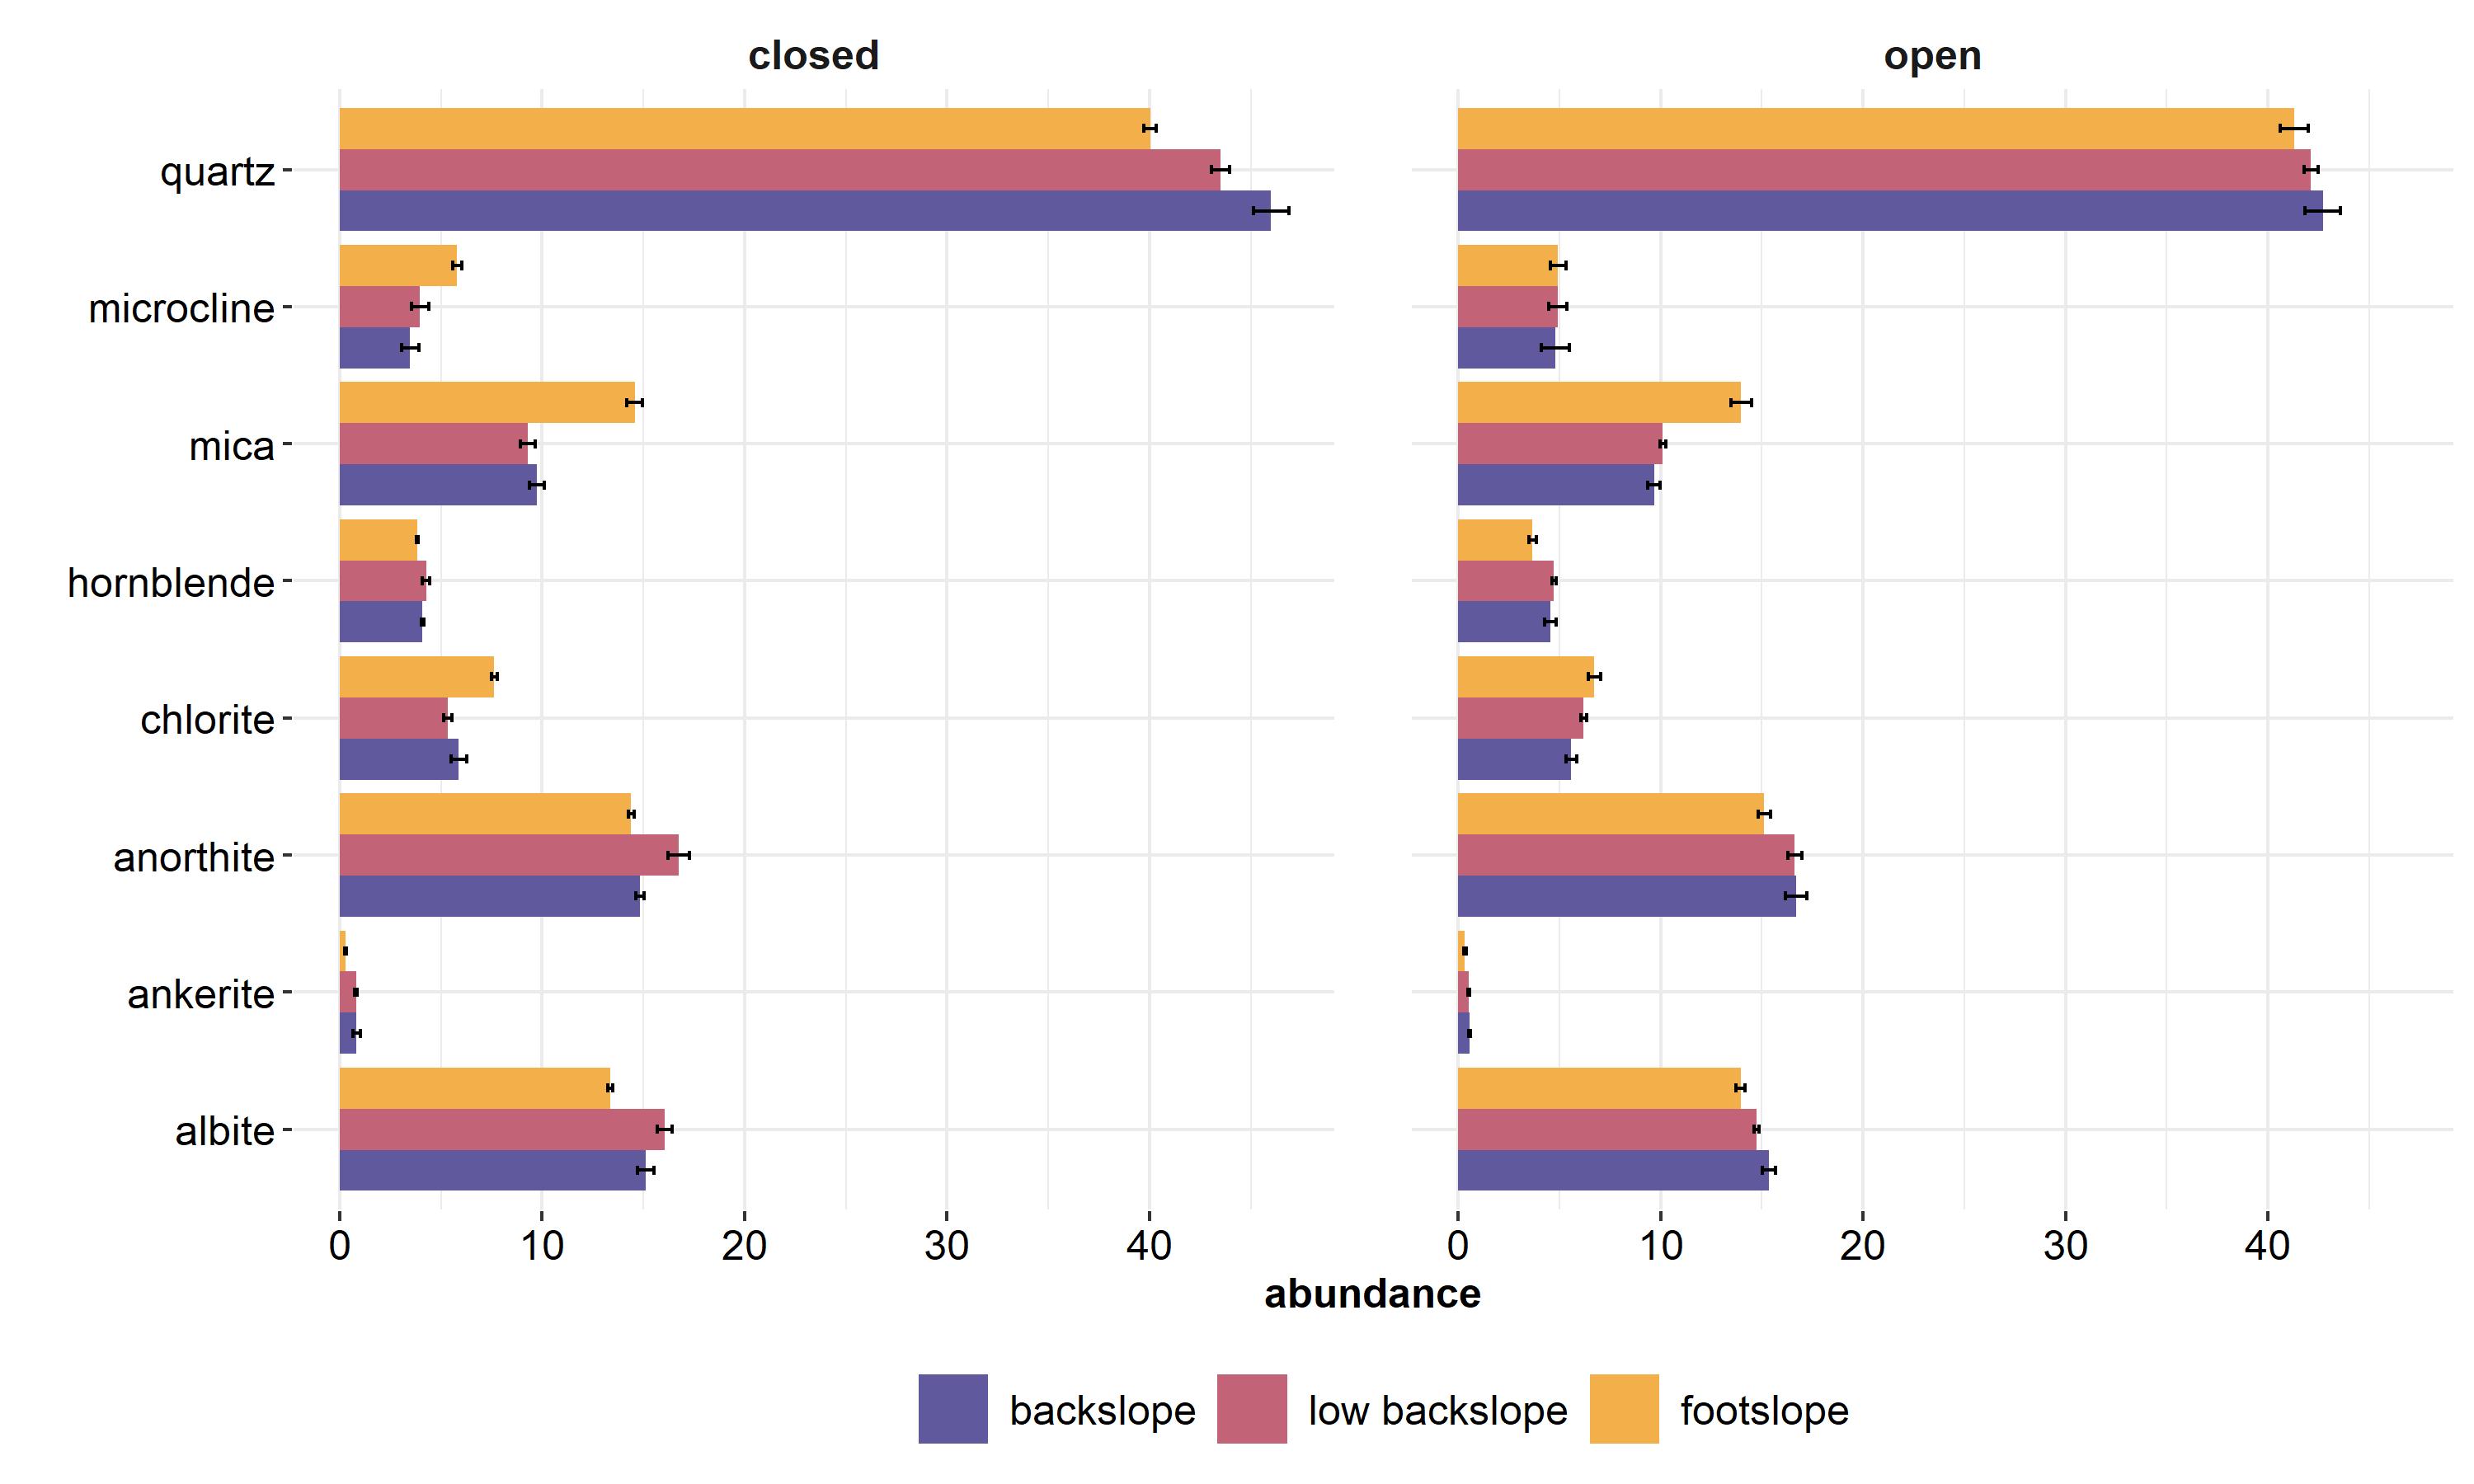 closed open
quartz
microcline
mica
hornblende
chlorite
anorthite
ankerite
albite
0 10 20 30 40 0 10 20 30 40
abundance
backslope low backslope footslope